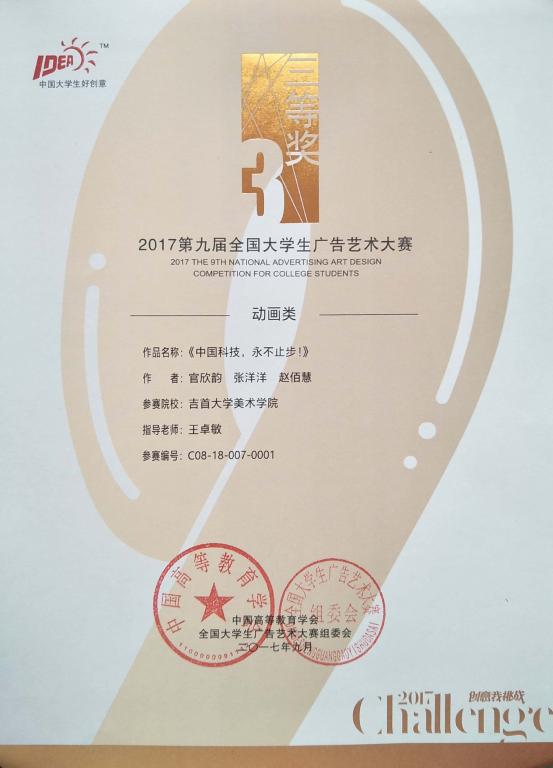 IDEA™
中国大学生好创意
三等奖
3
2017第九届全国大学生广告艺术大赛
2017 THE 9TH NATIONAL ADVERTISING ART DESIGN
COMPETITION FOR COLLEGE STUDENTS
动画类
作品名称:《中国科技，永不止步!》
作 者: 官欣韵 张洋洋 赵佰慧
参赛院校: 吉首大学美术学院
指导老师: 王卓敏
参赛编号: C08-18-007-0001
中国高等教育学会
全国大学生广告艺术大赛
组委会
中国高等教育学会
全国大学生广告艺术大赛组委会
二〇一七年九月
2017 创意我挑战
Challenge